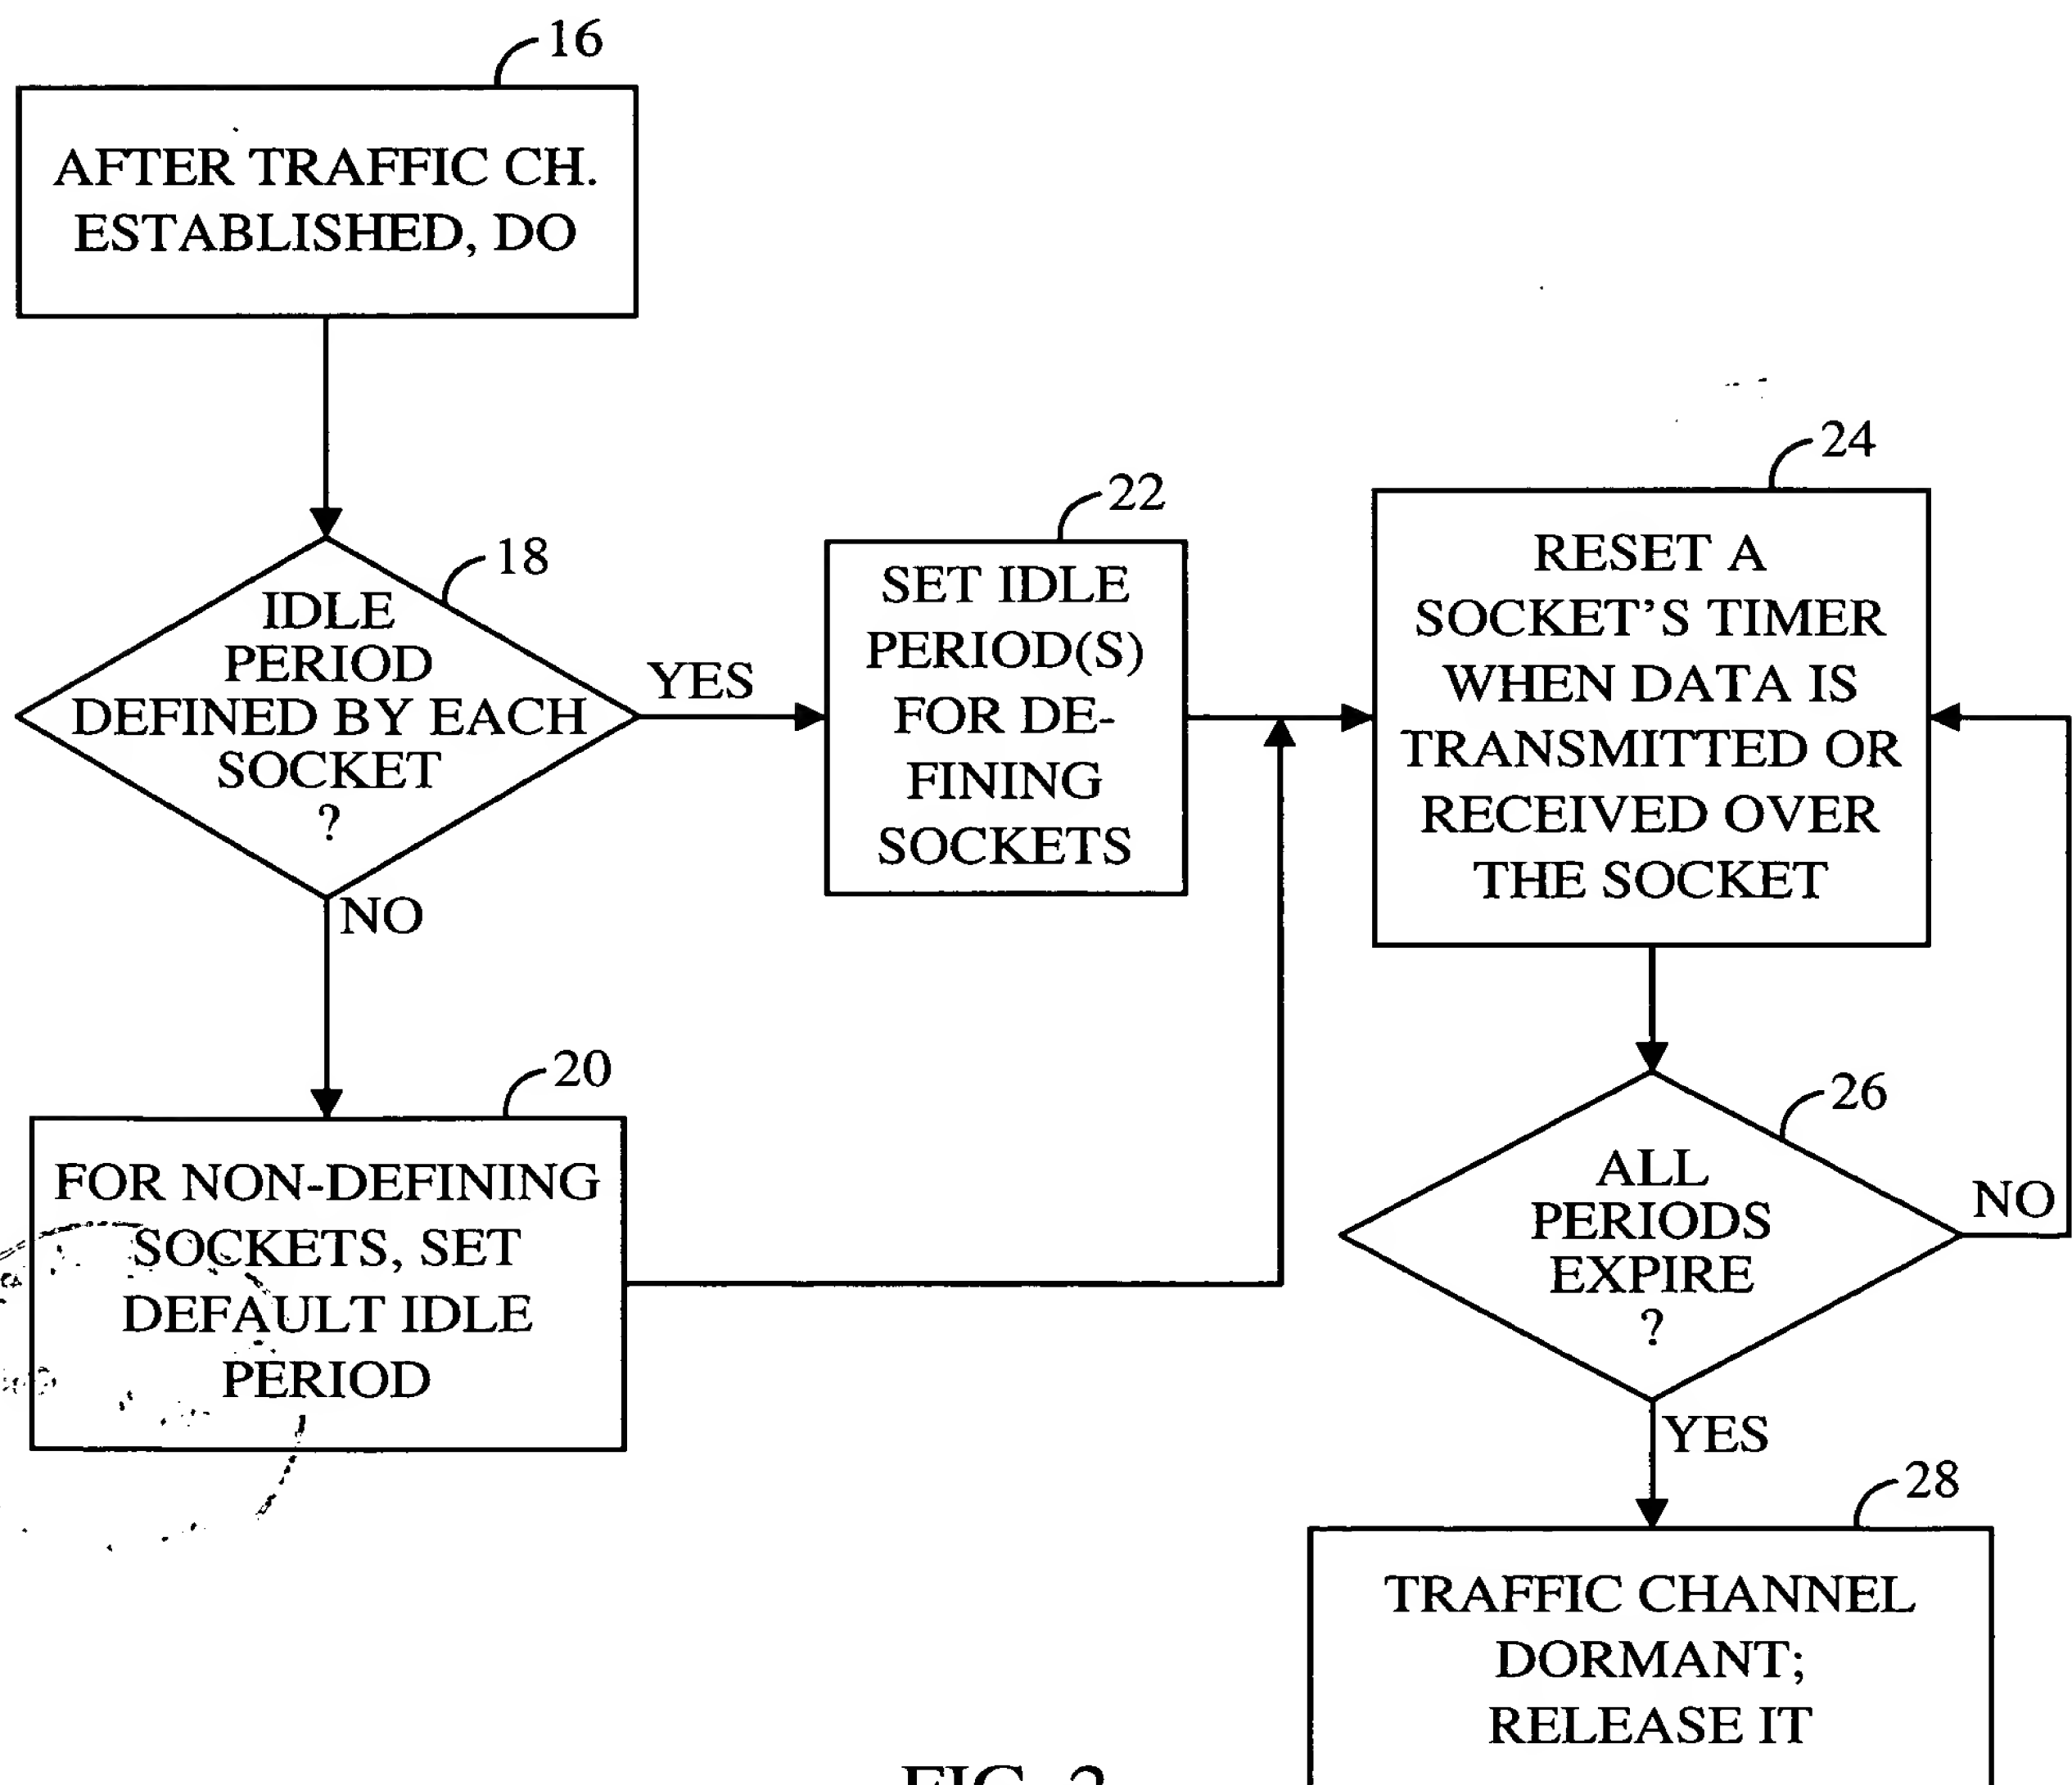 16
AFTER TRAFFIC CH.
ESTABLISHED, DO
18
IDLE
PERIOD
DEFINED BY EACH
SOCKET
?
YES
NO
22
SET IDLE
PERIOD(S)
FOR DE-
FINING
SOCKETS
20
FOR NON-DEFINING
SOCKETS, SET
DEFAULT IDLE
PERIOD
24
RESET A
SOCKET'S TIMER
WHEN DATA IS
TRANSMITTED OR
RECEIVED OVER
THE SOCKET
26
ALL
PERIODS
EXPIRE
?
NO
YES
28
TRAFFIC CHANNEL
DORMANT;
RELEASE IT
FIG.